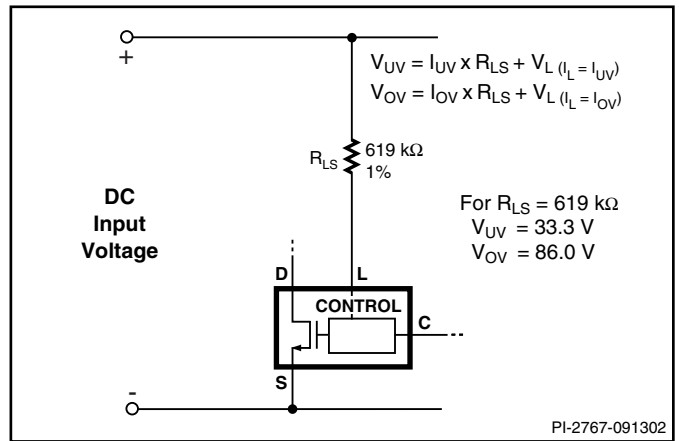 +
V_UV = I_UV x R_LS + V_L (I_L = I_UV)
V_OV = I_OV x R_LS + V_L (I_L = I_OV)
R_LS
619 kΩ
1%
DC
Input
Voltage
For R_LS = 619 kΩ
V_UV = 33.3 V
V_OV = 86.0 V
D
L
CONTROL
C
S
-
PI-2767-091302